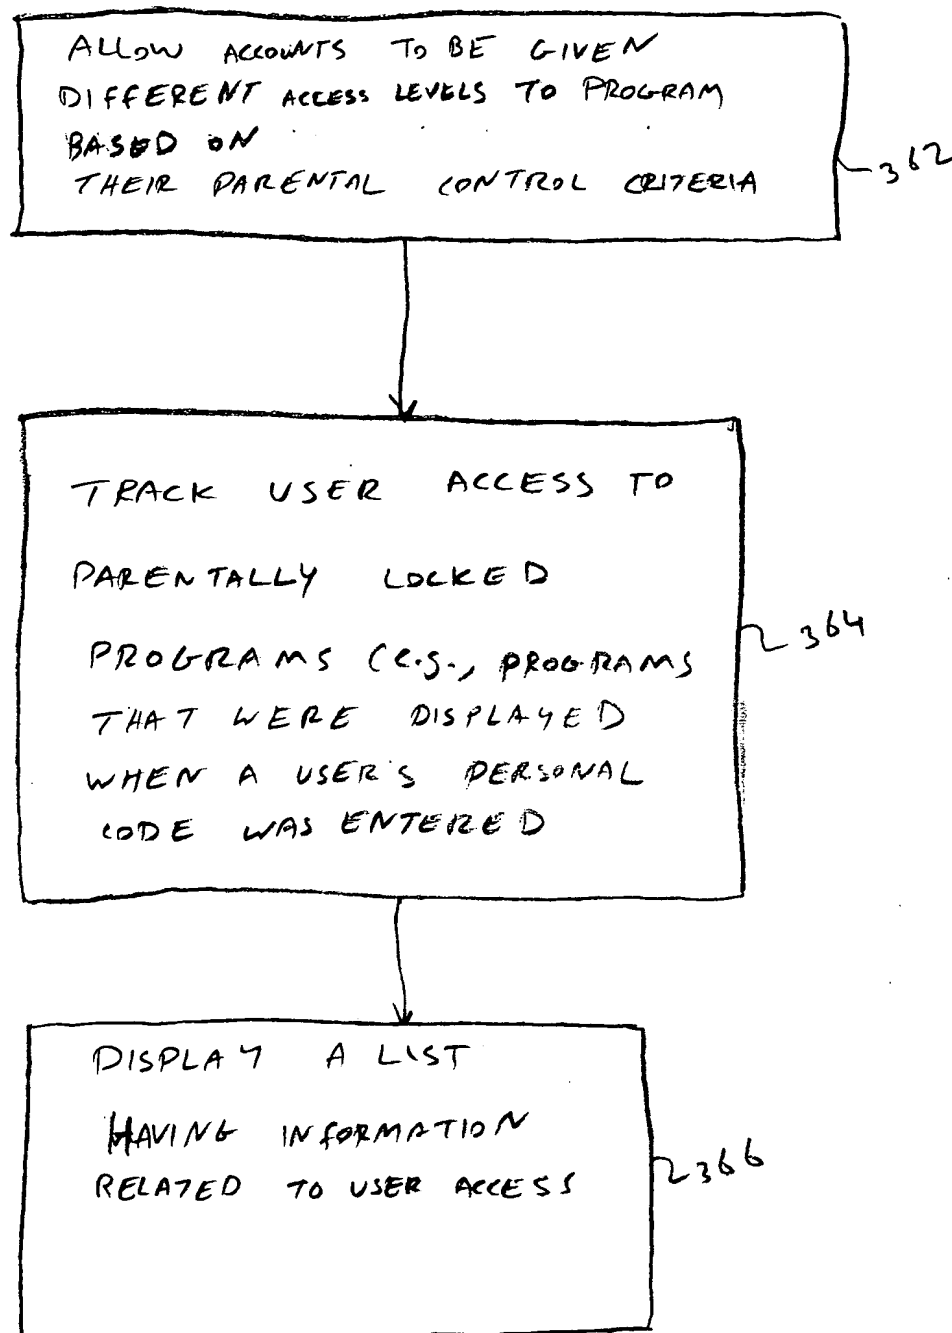 ALLOW ACCOUNTS TO BE GIVEN
DIFFERENT ACCESS LEVELS TO PROGRAM
BASED ON
THEIR PARENTAL CONTROL CRITERIA
362
TRACK USER ACCESS TO
PARENTALLY LOCKED
PROGRAMS (e.g., PROGRAMS
THAT WERE DISPLAYED
WHEN A USER'S PERSONAL
CODE WAS ENTERED
364
DISPLAY A LIST
HAVING INFORMATION
RELATED TO USER ACCESS
366